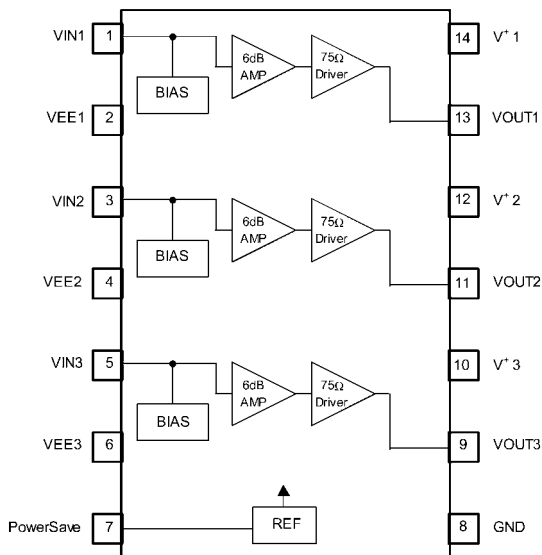 VIN1 1 14 V+1
6dB AMP 75Ω Driver
BIAS
VEE1 2 13 VOUT1
VIN2 3 12 V+2
6dB AMP 75Ω Driver
BIAS
VEE2 4 11 VOUT2
VIN3 5 10 V+3
6dB AMP 75Ω Driver
BIAS
VEE3 6 9 VOUT3
PowerSave 7 REF 8 GND